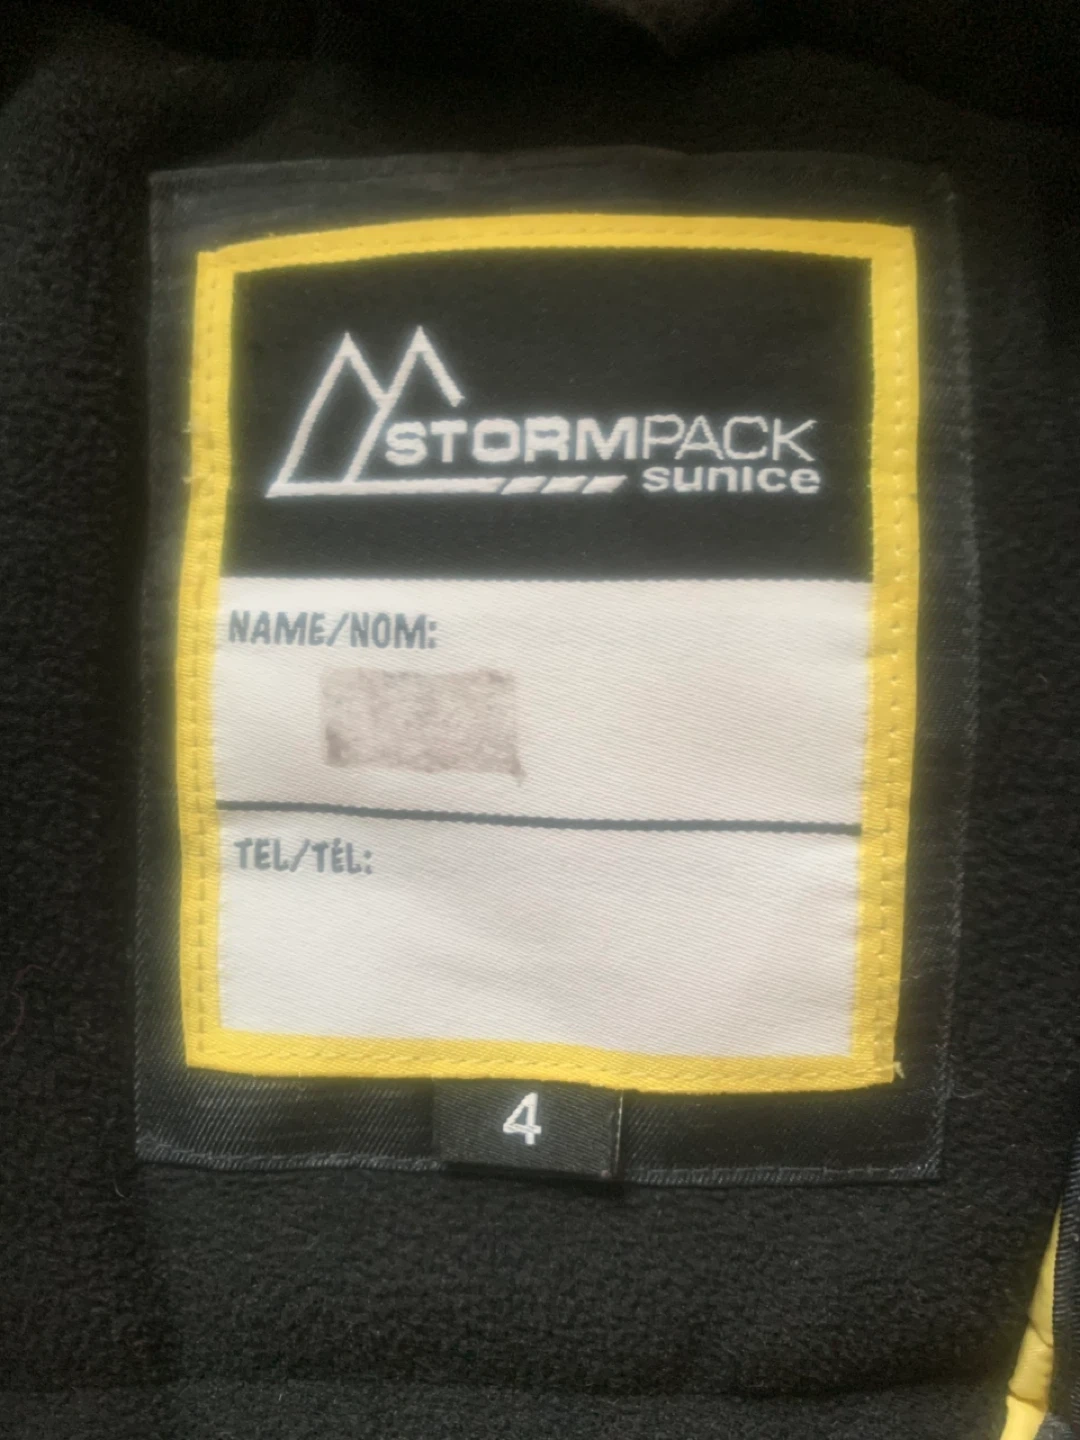 STORMPACK
sunice
NAME/NOM:
TEL/TÉL:
4